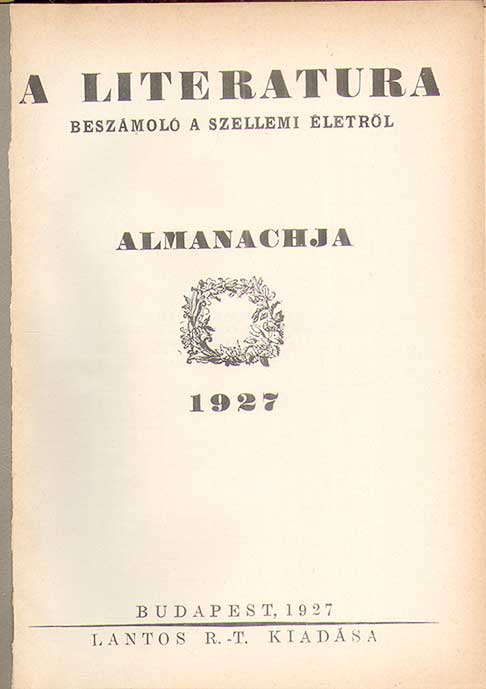 A LITERATURA
BESZÁMOLÓ A SZELLEMI ÉLETRŐL
ALMANACHJA
1927
BUDAPEST, 1927
LANTOS R.-T. KIADÁSA